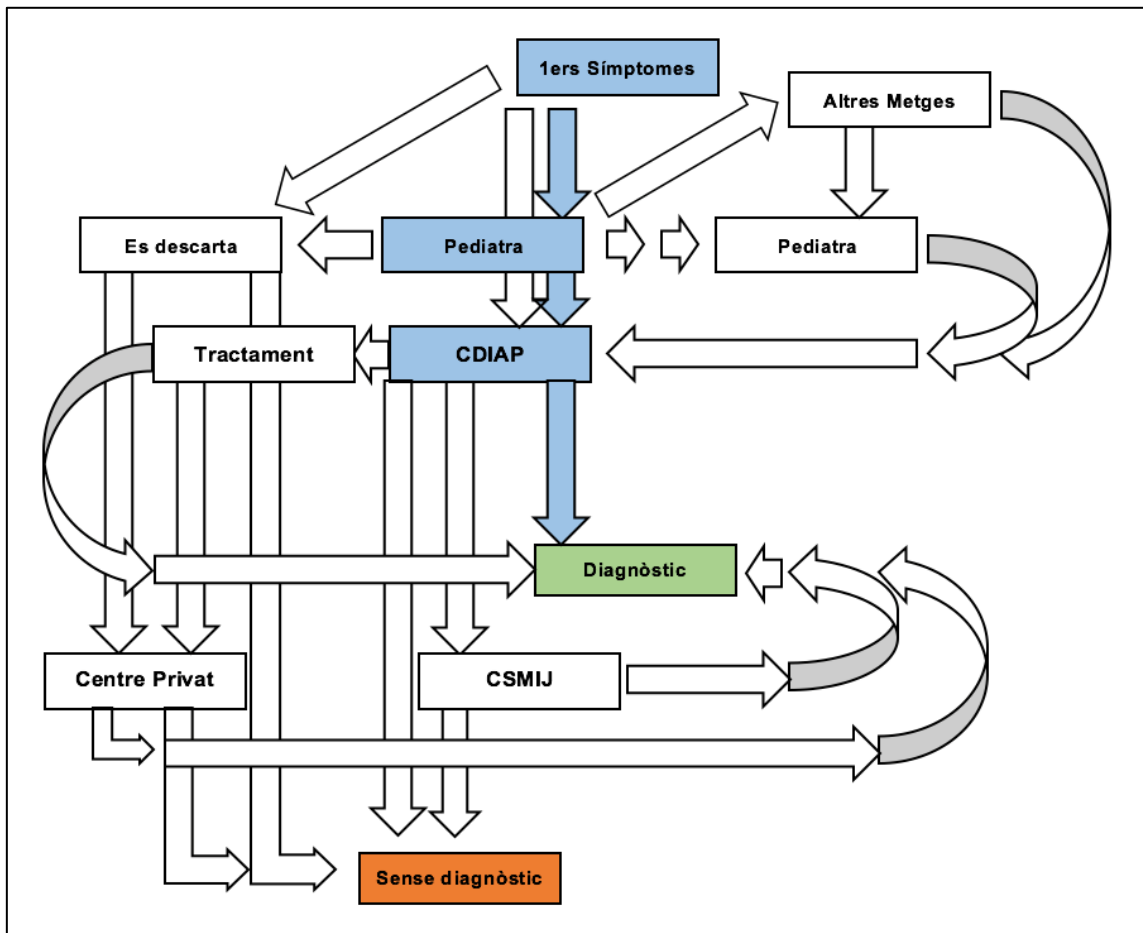 1ers Símptomes
Altres Metges
Es descarta
Pediatra
Pediatra
Tractament
CDIAP
Diagnòstic
Centre Privat
CSMIJ
Sense diagnòstic